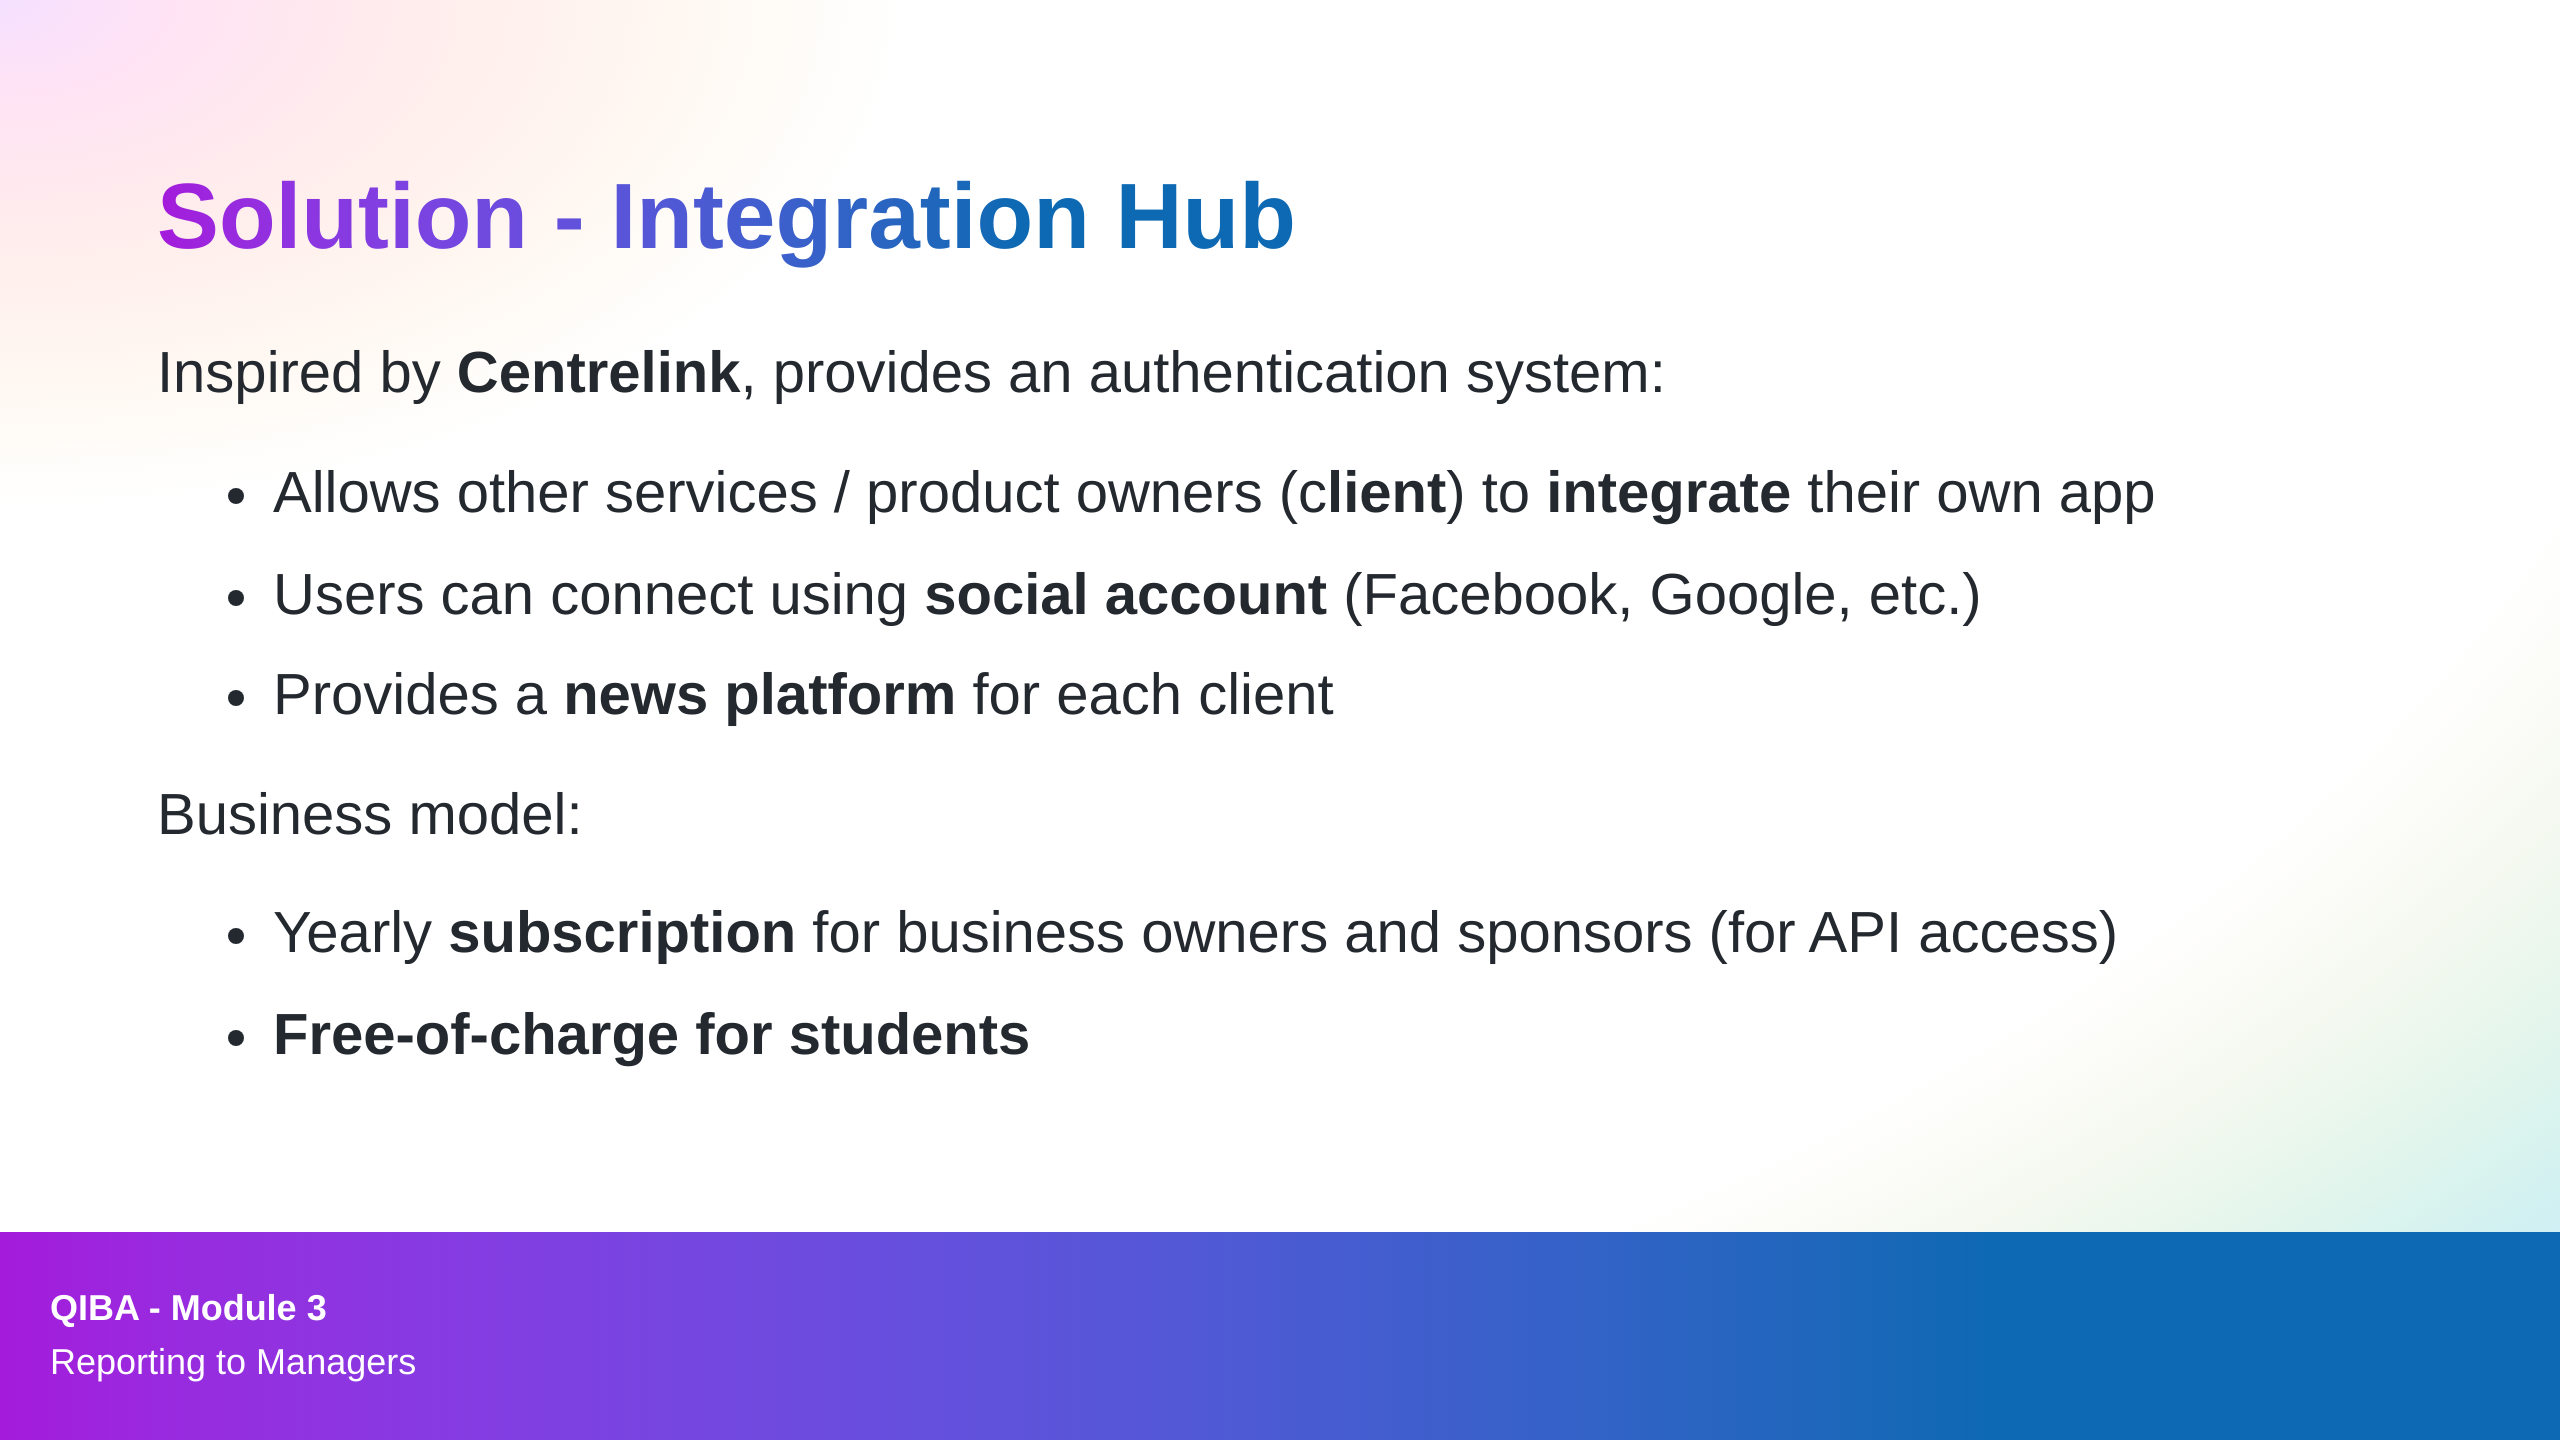 Solution - Integration Hub
Inspired by Centrelink, provides an authentication system:
• Allows other services / product owners (client) to integrate their own app
• Users can connect using social account (Facebook, Google, etc.)
• Provides a news platform for each client
Business model:
• Yearly subscription for business owners and sponsors (for API access)
• Free-of-charge for students
QIBA - Module 3
Reporting to Managers